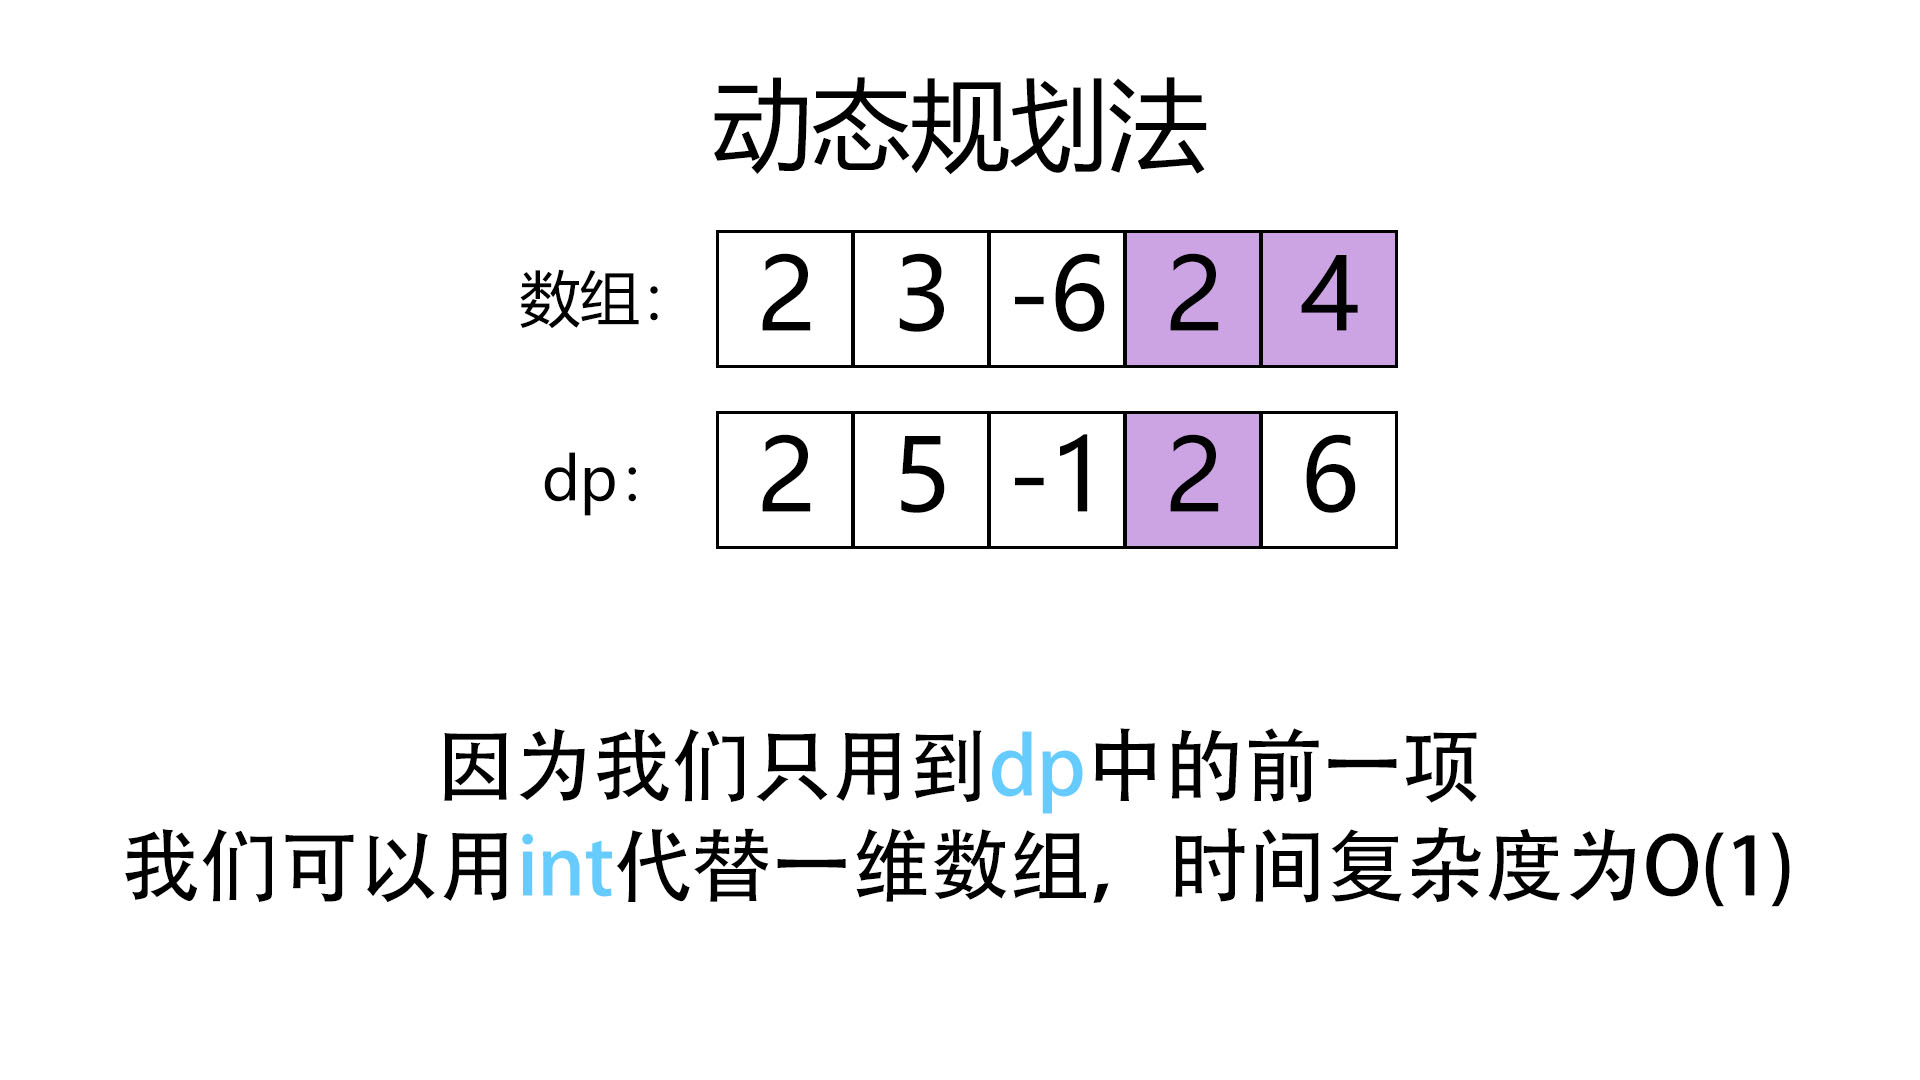 动态规划法
数组： 2 3 -6 2 4
dp： 2 5 -1 2 6
因为我们只用到dp中的前一项
我们可以用int代替一维数组，时间复杂度为O(1)